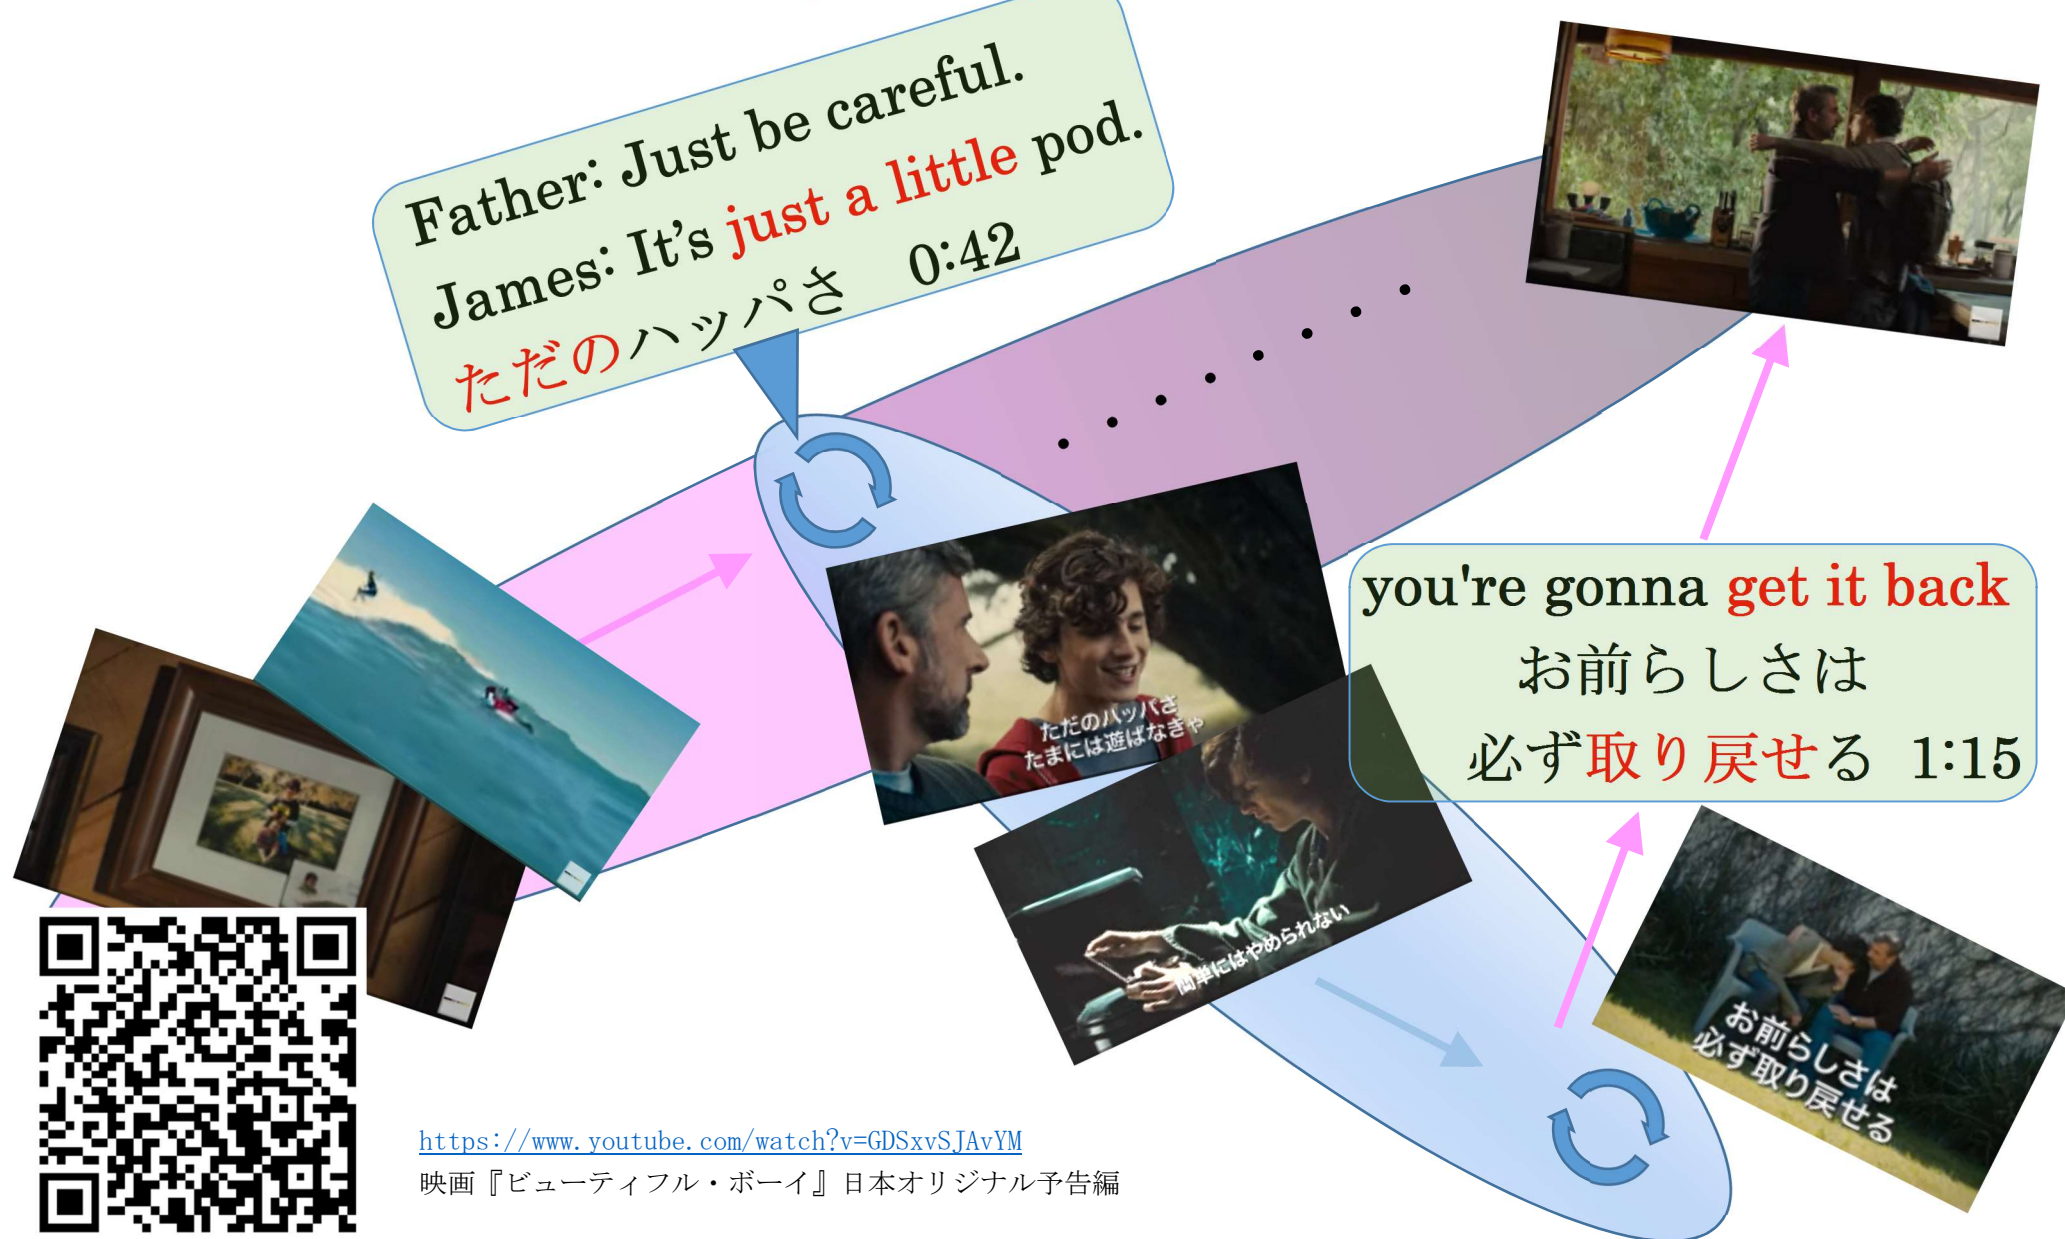 Father: Just be careful.
James: It’s just a little pod.
ただのハッパさ　0:42
ただのハッパさ
たまには遊ばなきゃ
簡単にはやめられない
you're gonna get it back
お前らしさは
必ず取り戻せる 1:15
お前らしさは
必ず取り戻せる
https://www.youtube.com/watch?v=GDSxvSJAvYM
映画『ビューティフル・ボーイ』日本オリジナル予告編